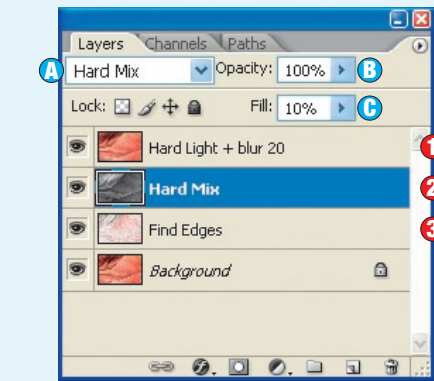 Layers Channels Paths
A Hard Mix Opacity: 100% B
Lock: Fill: 10% C
Hard Light + blur 20 1
Hard Mix 2
Find Edges 3
Background